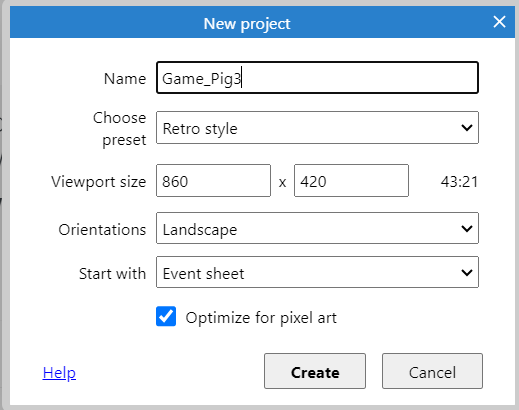 New project
Name Game_Pig3
Choose preset Retro style
Viewport size 860 x 420 43:21
Orientations Landscape
Start with Event sheet
Optimize for pixel art
Help Create Cancel